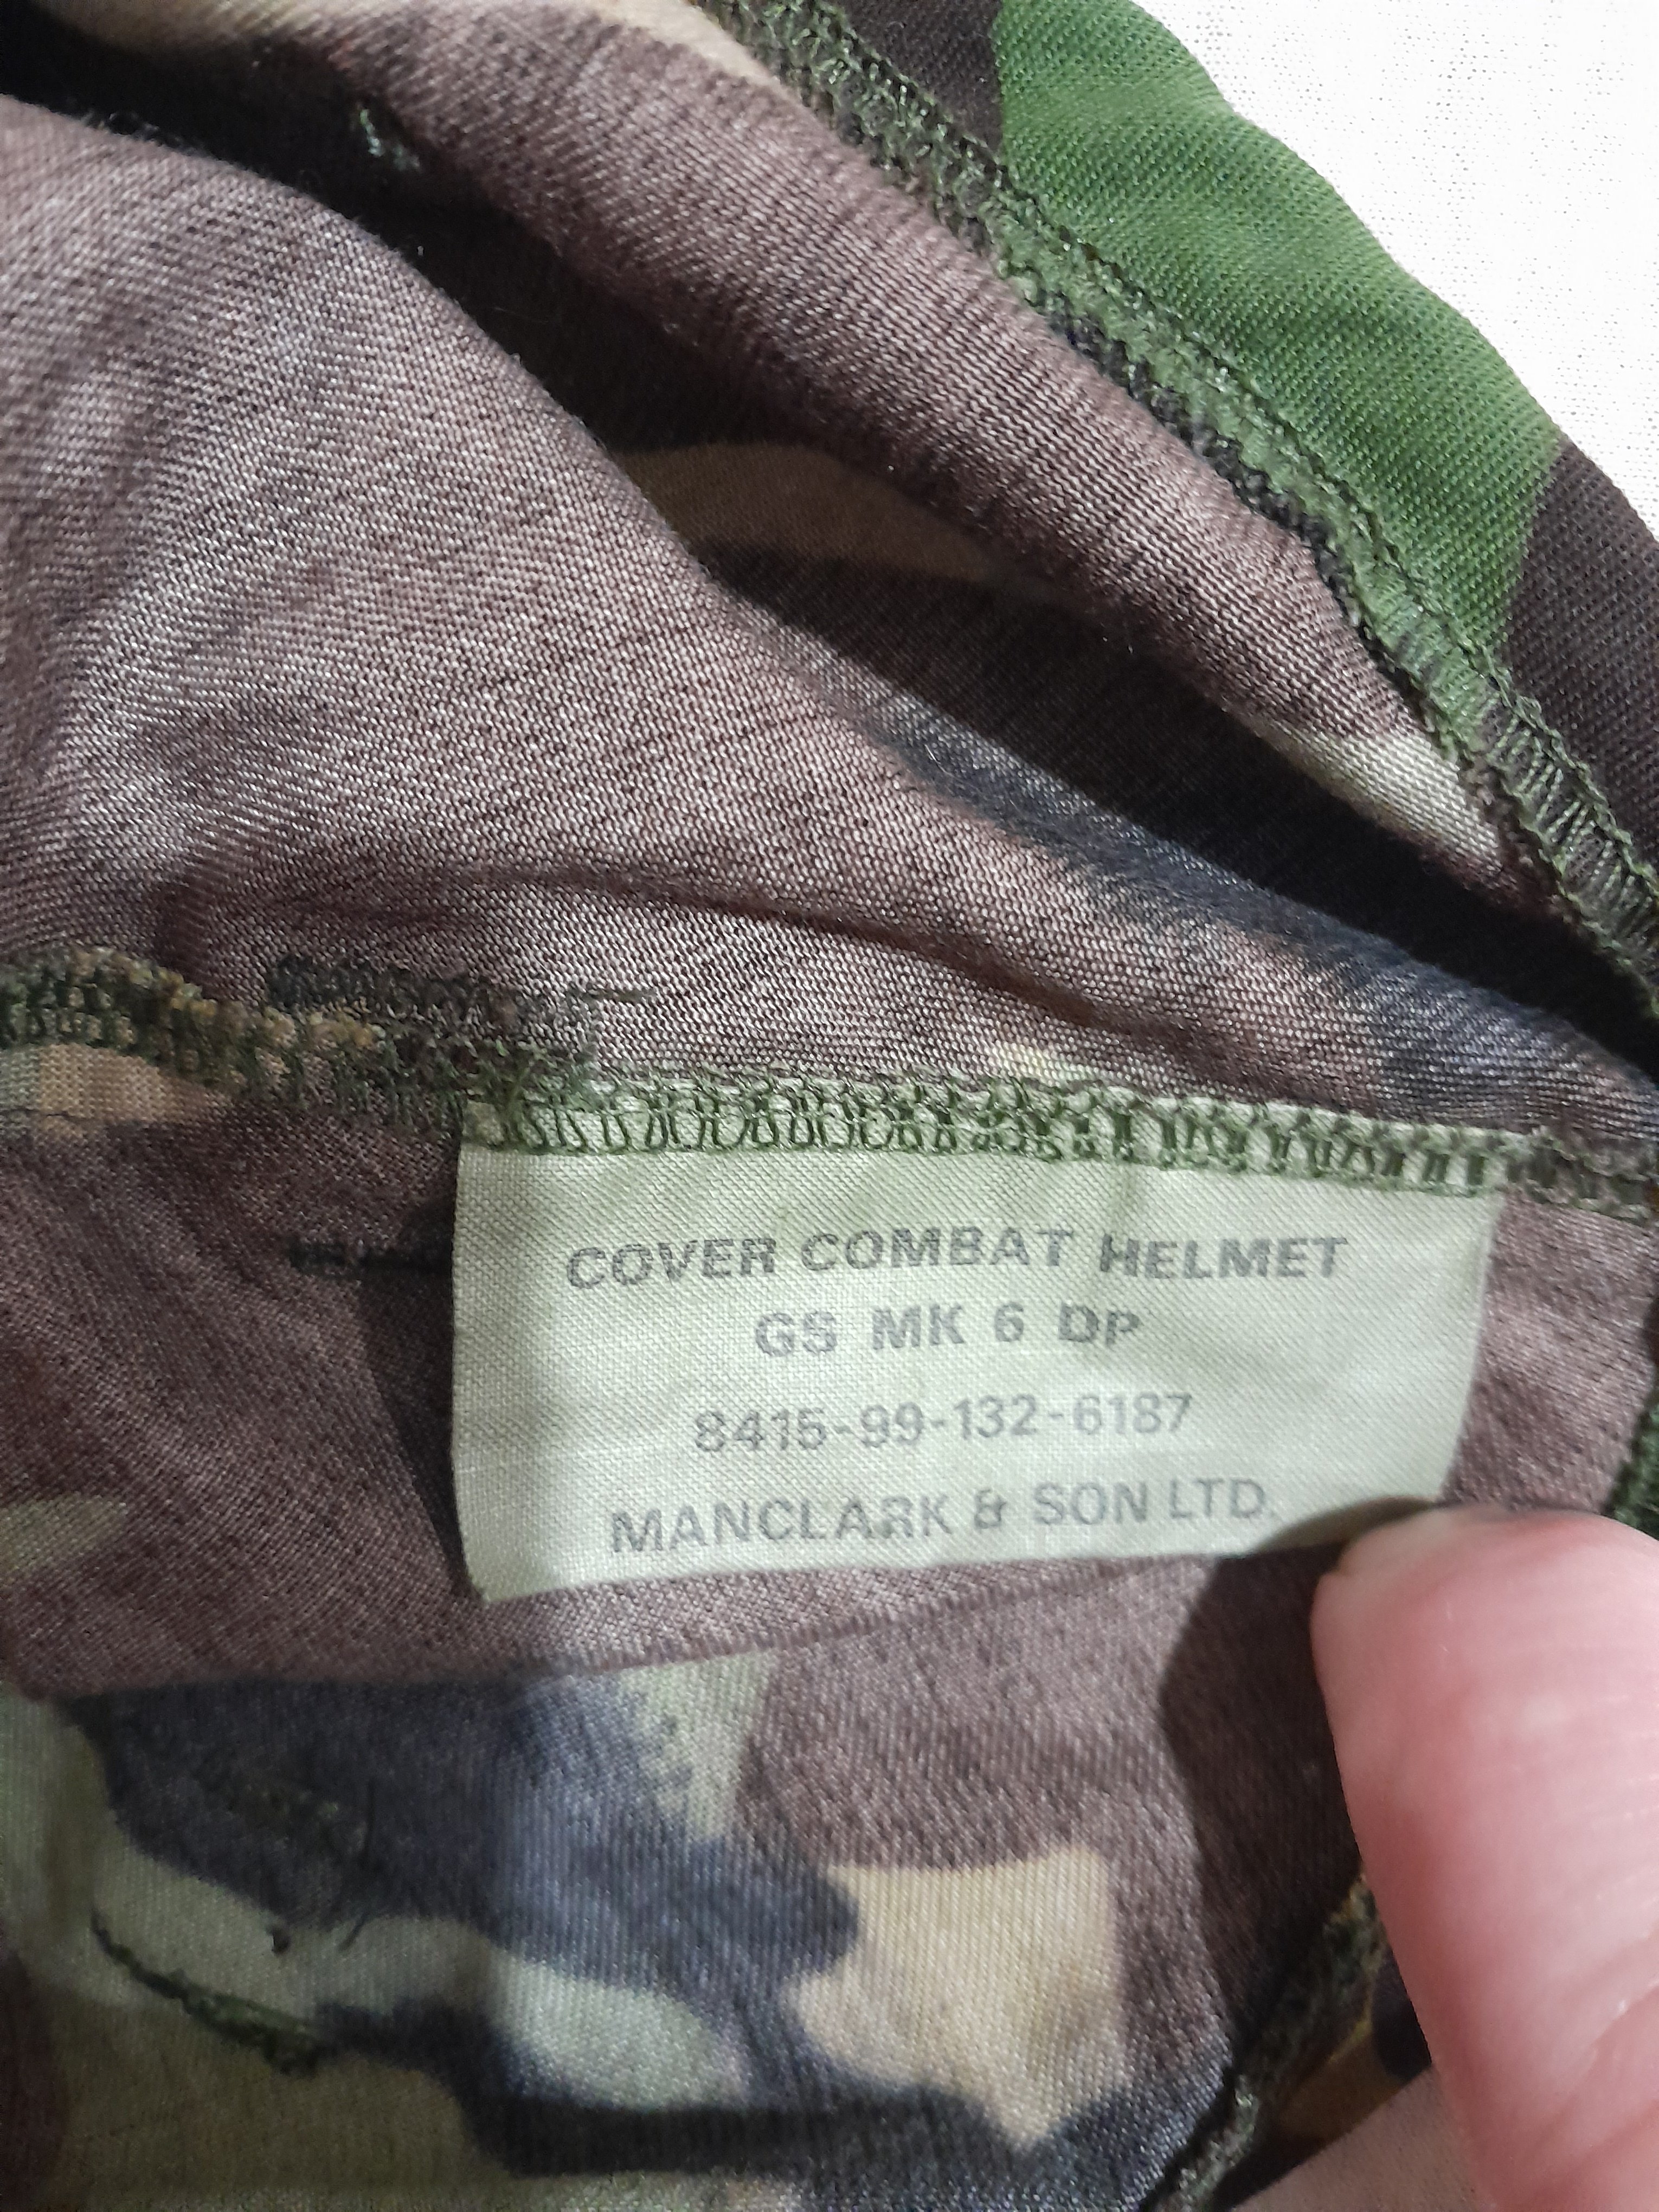 COVER COMBAT HELMET
GS MK 6 DP
8415-99-132-6187
MANCLARK & SON LTD.